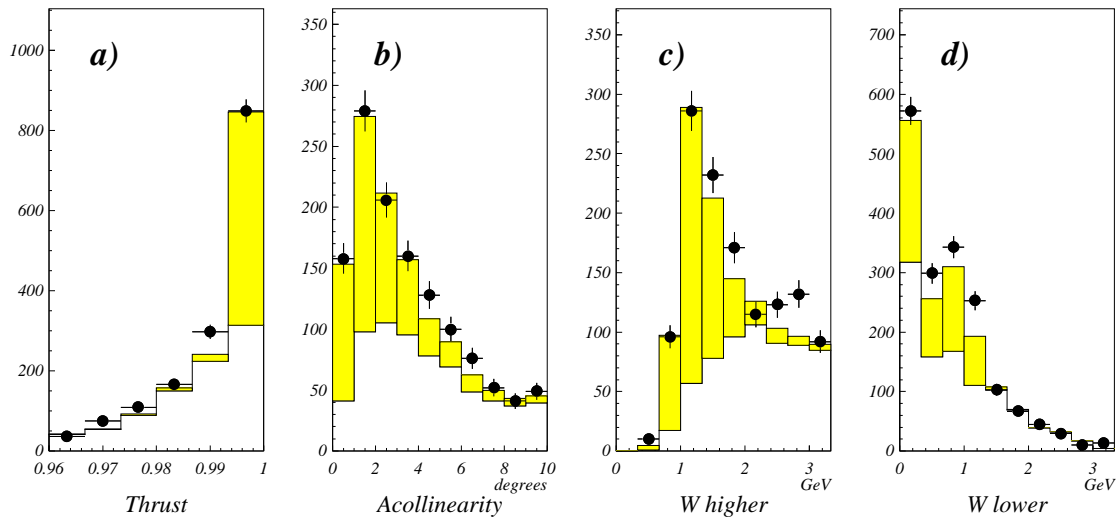 a)
1000
800
600
400
200
0
0.96 0.97 0.98 0.99 1
Thrust
b)
350
300
250
200
150
100
50
0
0 2 4 6 8 10
degrees
Acollinearity
c)
350
300
250
200
150
100
50
0
0 1 2 3
GeV
W higher
d)
700
600
500
400
300
200
100
0
0 1 2 3
GeV
W lower